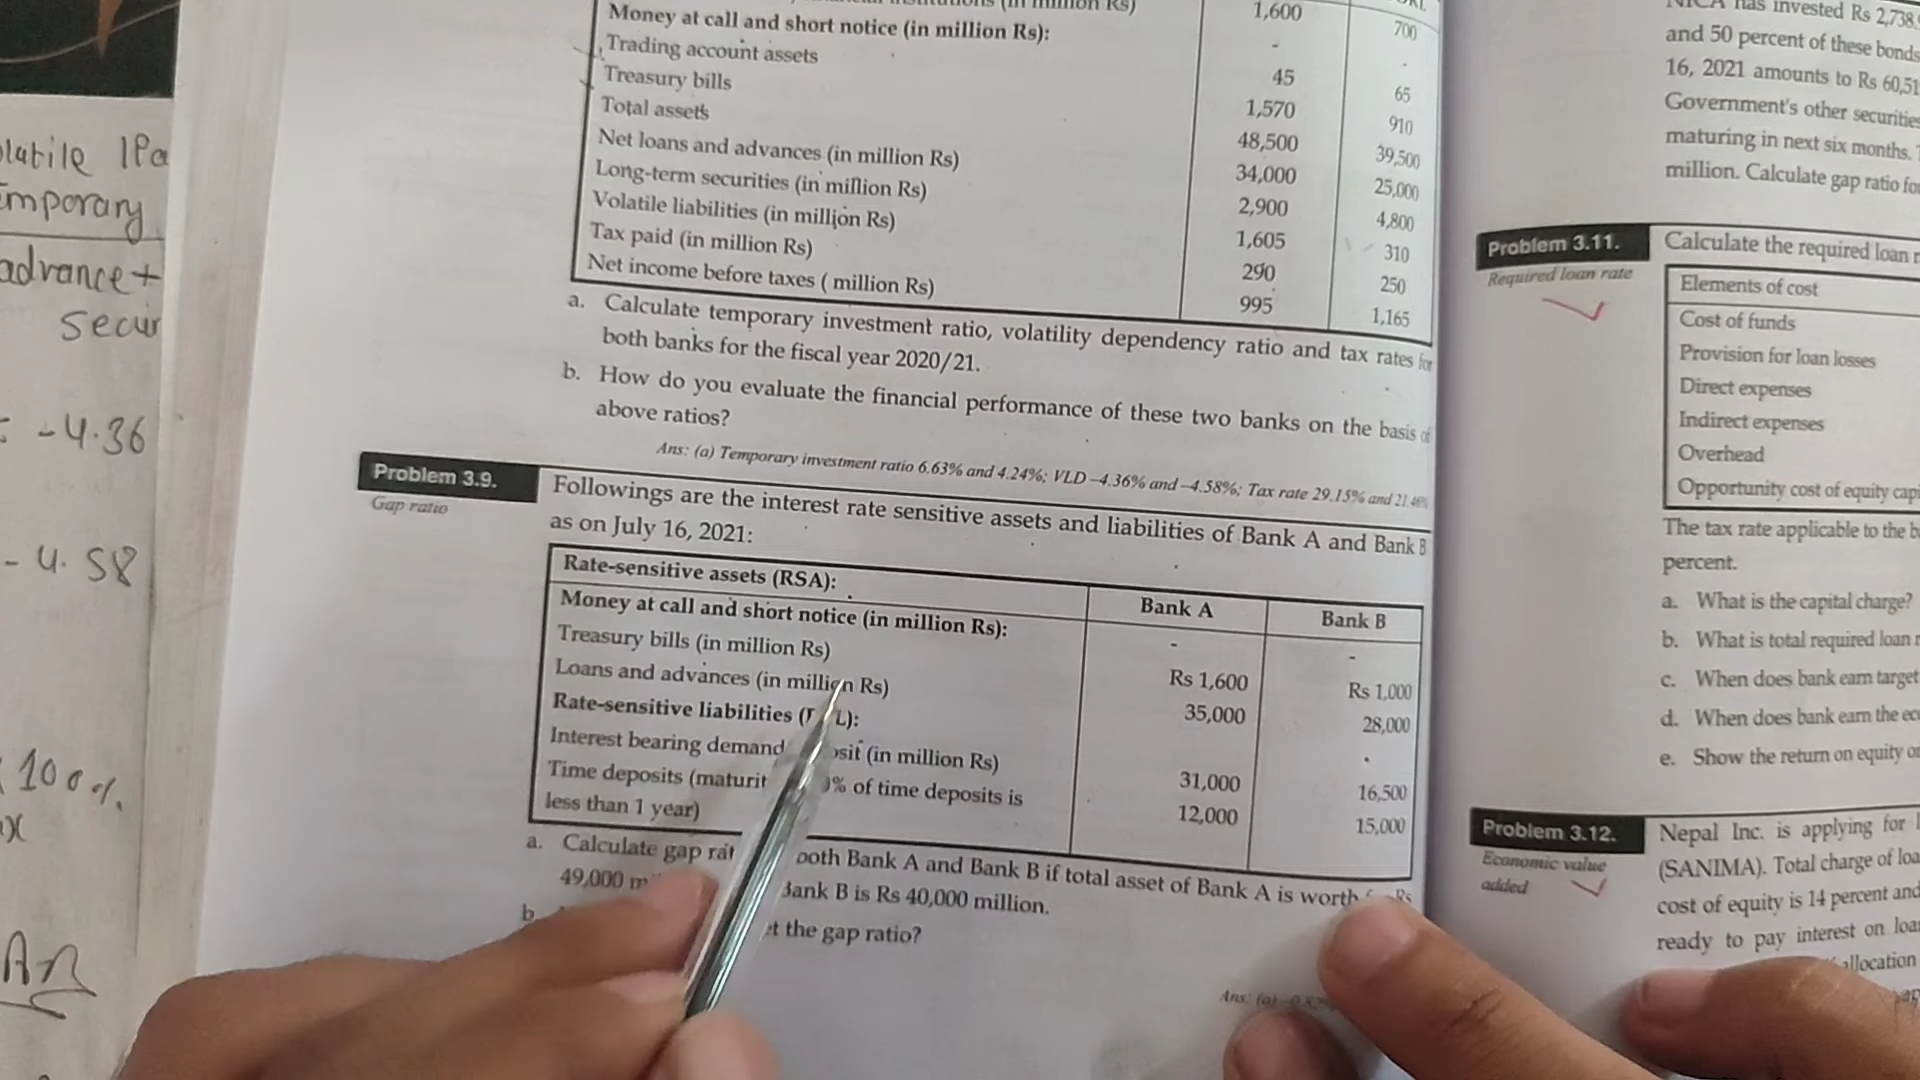 1,600
Money at call and short notice (in million Rs):
700
Trading account assets
-
-
Treasury bills
45
65
Total assets
1,570
910
Net loans and advances (in million Rs)
48,500
39,500
Long-term securities (in million Rs)
34,000
25,000
Volatile liabilities (in million Rs)
2,900
4,800
Tax paid (in million Rs)
1,605
310
Net income before taxes ( million Rs)
290
250
995
1,165
a. Calculate temporary investment ratio, volatility dependency ratio and tax rates for
both banks for the fiscal year 2020/21.
b. How do you evaluate the financial performance of these two banks on the basis of
above ratios?
Ans: (a) Temporary investment ratio 6.63% and 4.24%; VLD –4.36% and –4.58%; Tax rate 29.15% and 21.46%
Problem 3.9.
Gap ratio
Followings are the interest rate sensitive assets and liabilities of Bank A and Bank B
as on July 16, 2021:
Rate-sensitive assets (RSA):
Bank A
Bank B
Money at call and short notice (in million Rs):
-
-
Treasury bills (in million Rs)
Rs 1,600
Rs 1,000
Loans and advances (in million Rs)
35,000
28,000
Rate-sensitive liabilities
Interest bearing demand (in million Rs)
31,000
16,500
Time deposits of time deposits is
12,000
15,000
less than 1 year)
a. Calculate gap both Bank A and Bank B if total asset of Bank A is worth Rs
49,000 Bank B is Rs 40,000 million.
b. the gap ratio?
Ans: (a)
has invested Rs 2,738.
and 50 percent of these bonds
16, 2021 amounts to Rs 60,51
Government's other securities
maturing in next six months.
million. Calculate gap ratio for
Problem 3.11.
Required loan rate
Calculate the required loan r
Elements of cost
Cost of funds
Provision for loan losses
Direct expenses
Indirect expenses
Overhead
Opportunity cost of equity capi
The tax rate applicable to the b
percent.
a. What is the capital charge?
b. What is total required loan r
c. When does bank earn target
d. When does bank earn the ec
e. Show the return on equity or
Problem 3.12.
Economic value
added
Nepal Inc. is applying for
(SANIMA). Total charge of loa
cost of equity is 14 percent and
ready to pay interest on loa
allocation
emporary
advance +
secur
= -4.36
- 4.58
100%